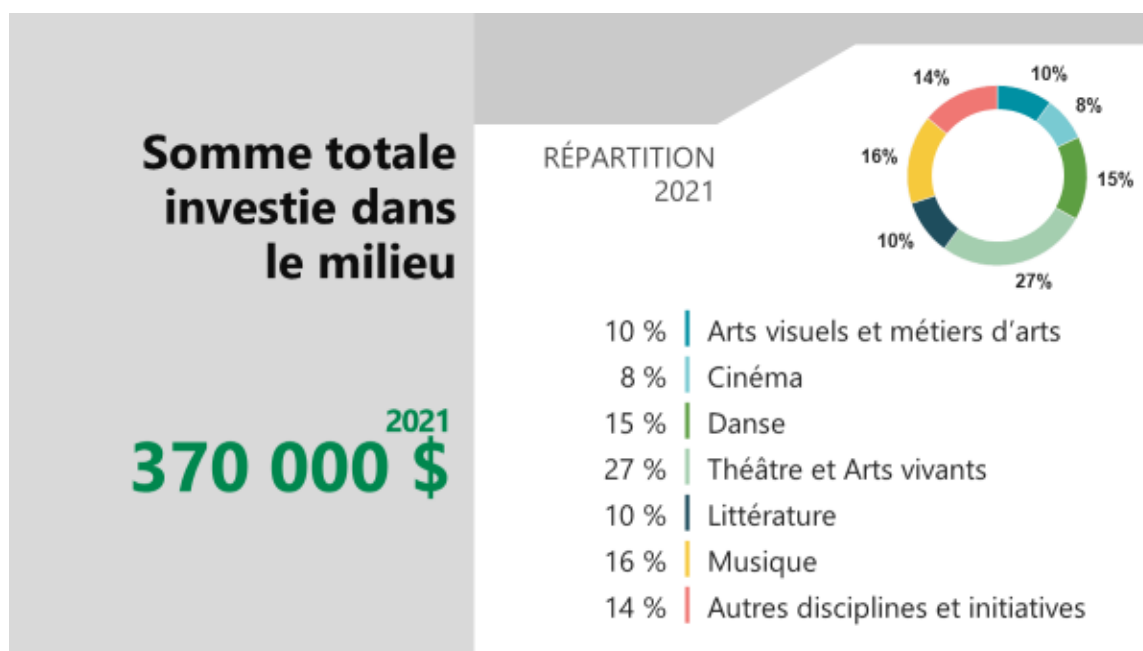 Somme totale
investie dans
le milieu
2021
370 000 $
RÉPARTITION
2021
14%
10%
8%
16%
15%
10%
27%
10 % Arts visuels et métiers d'arts
8 % Cinéma
15 % Danse
27 % Théâtre et Arts vivants
10 % Littérature
16 % Musique
14 % Autres disciplines et initiatives